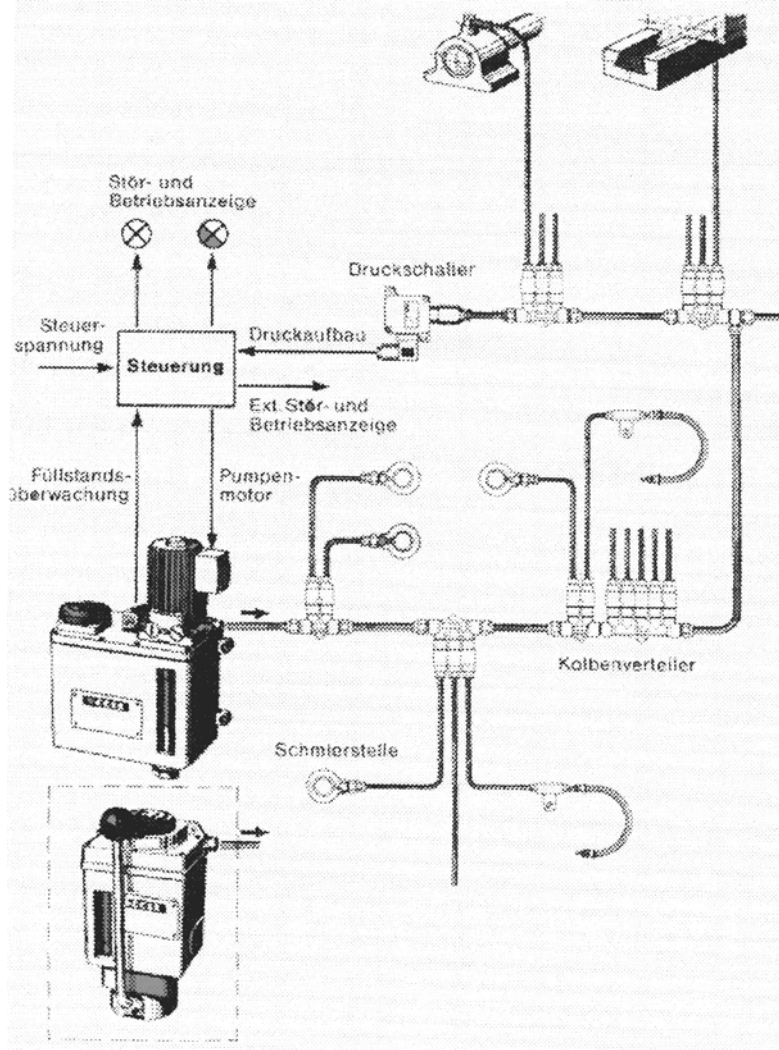 Stör- und
Betriebsanzeige
Druckschalter
Steuer-
spannung
Druckaufbau
Steuerung
Ext. Stör- und
Betriebsanzeige
Füllstands-
überwachung
Pumpen-
motor
Kolbenverteiler
Schmierstelle